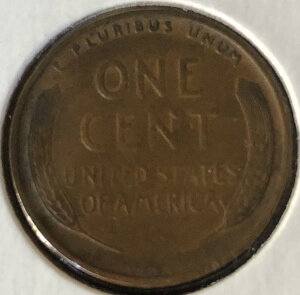 E PLURIBUS UNUM
ONE
CENT
UNITED STATES
OF AMERICA